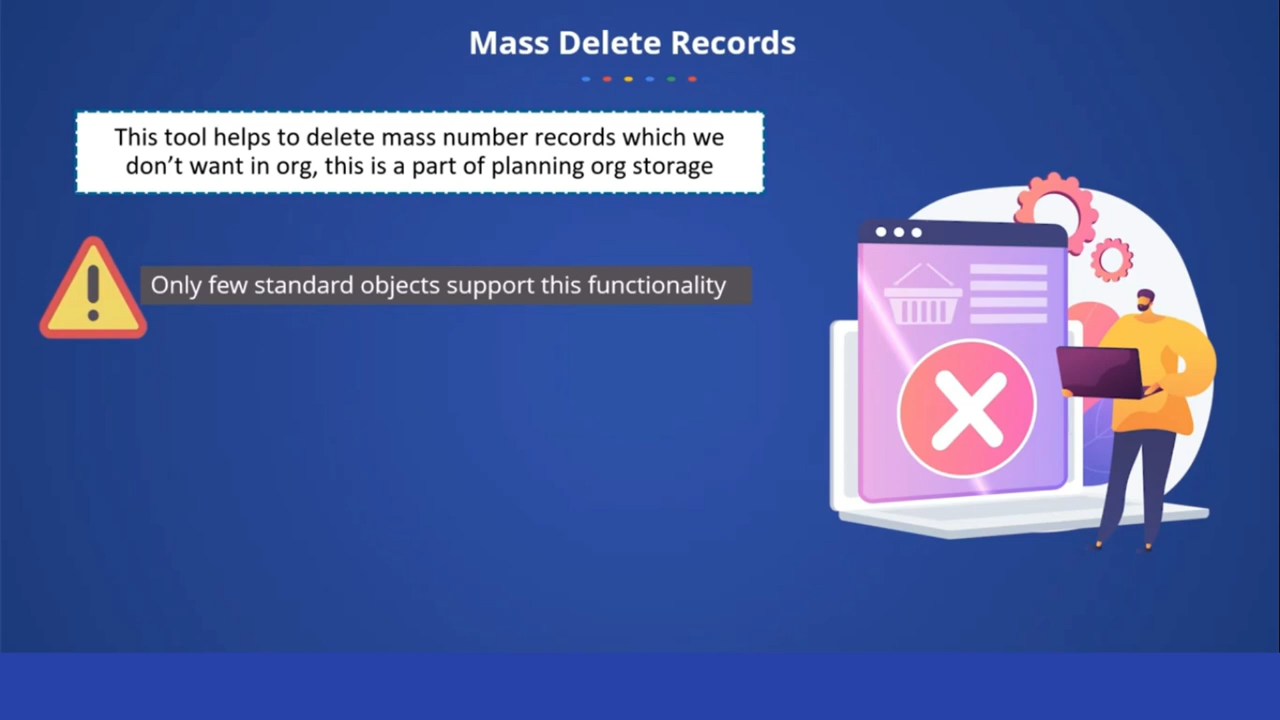 Mass Delete Records
This tool helps to delete mass number records which we
don’t want in org, this is a part of planning org storage
Only few standard objects support this functionality